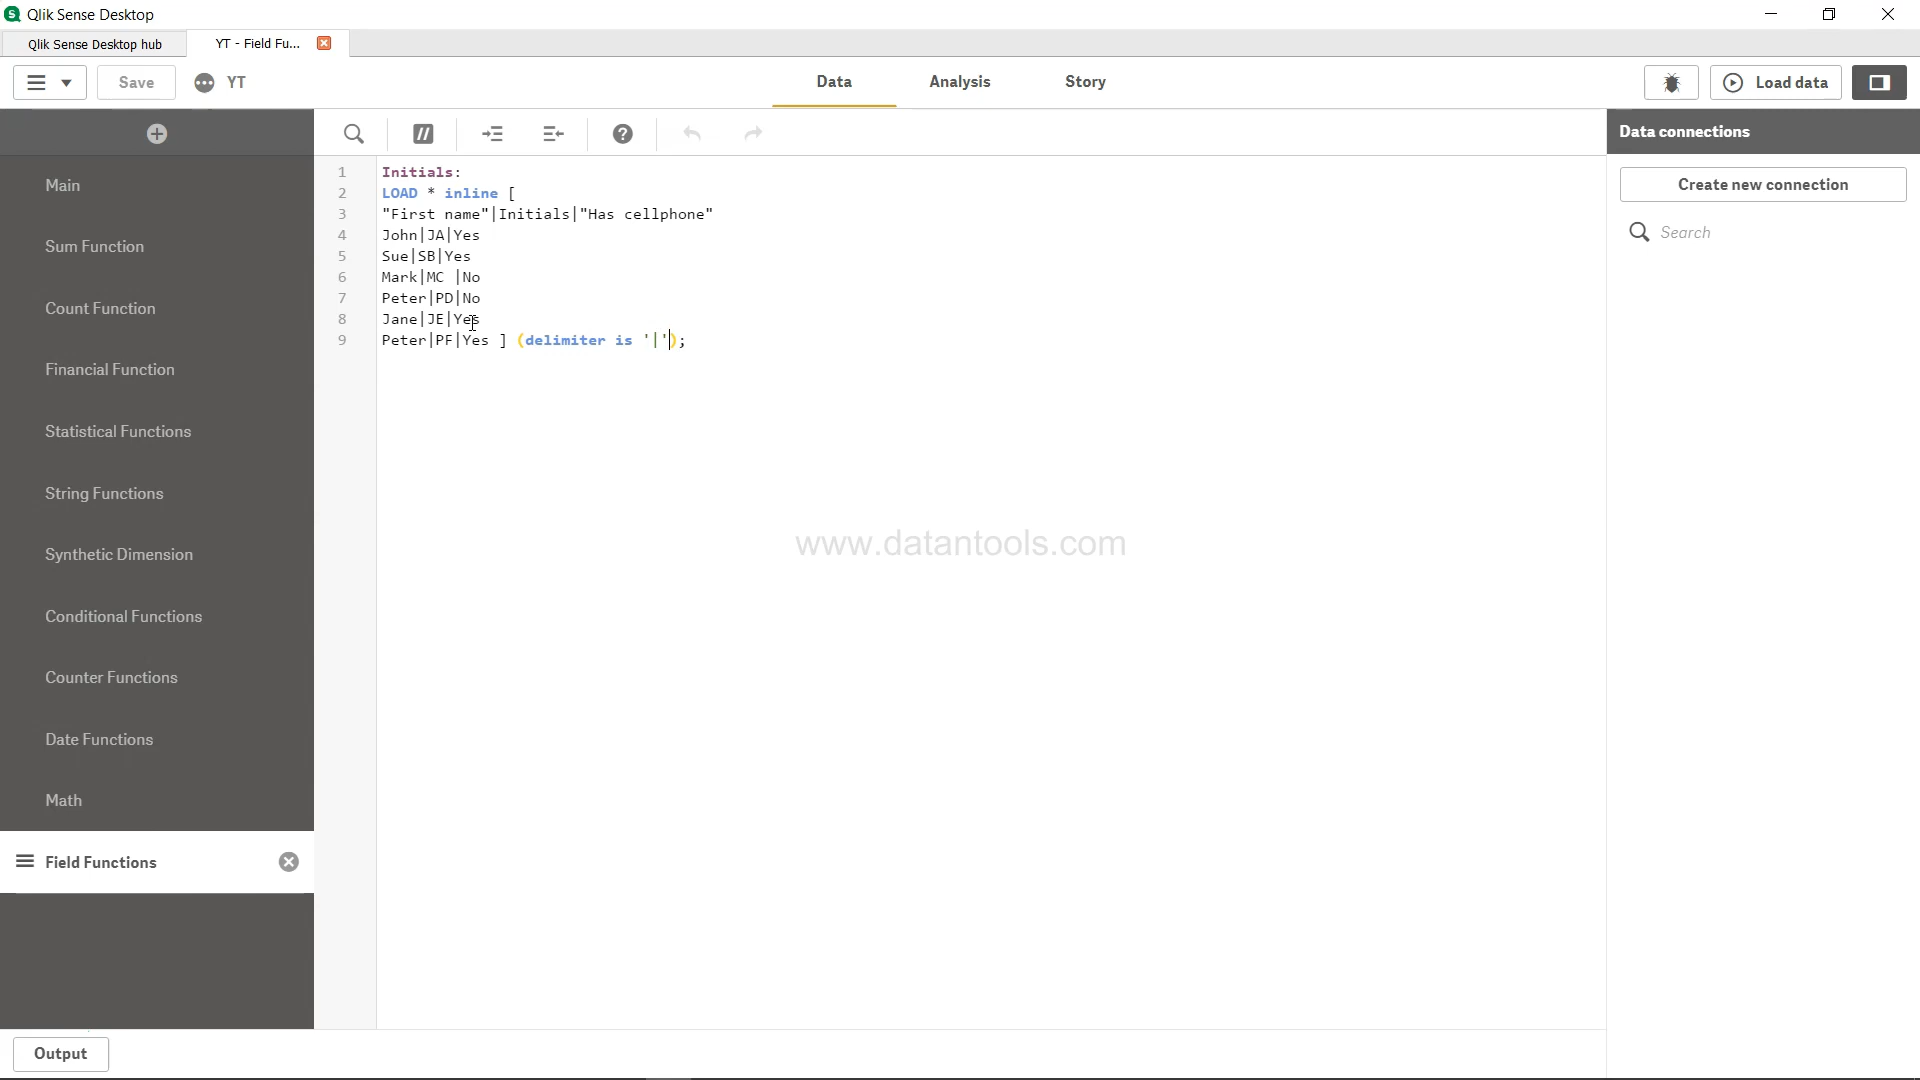 Qlik Sense Desktop
Qlik Sense Desktop hub
YT - Field Fu...
Save
YT
Data
Analysis
Story
Load data
Data connections
Create new connection
Search
Main
Sum Function
Count Function
Financial Function
Statistical Functions
String Functions
Synthetic Dimension
Conditional Functions
Counter Functions
Date Functions
Math
Field Functions
1 Initials:
2 LOAD * inline [
3 "First name"|Initials|"Has cellphone"
4 John|JA|Yes
5 Sue|SB|Yes
6 Mark|MC |No
7 Peter|PD|No
8 Jane|JE|Yes
9 Peter|PF|Yes ] (delimiter is '|');
www.datantools.com
Output